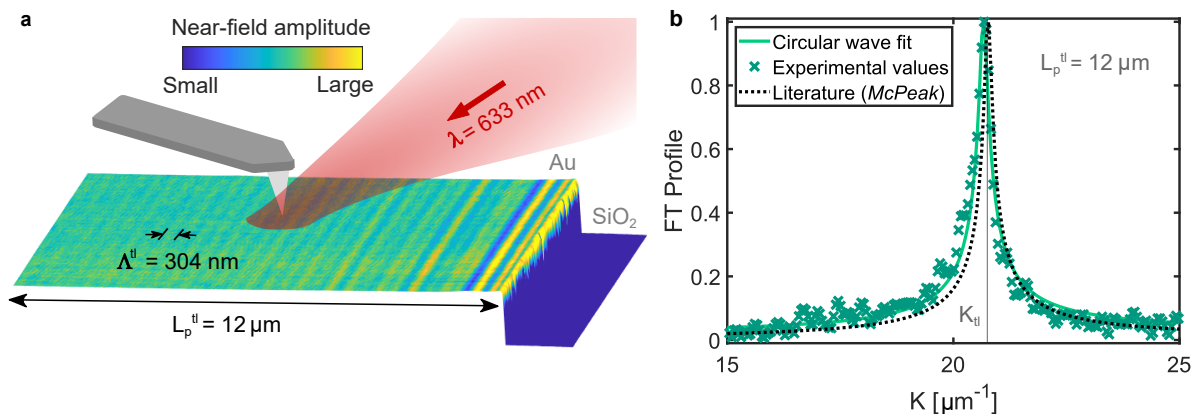 a
Near-field amplitude
Small Large
λ = 633 nm
Au
SiO₂
Λᵗˡ = 304 nm
Lₚᵗˡ = 12 µm
b
FT Profile
1
0.8
0.6
0.4
0.2
0
Circular wave fit
Experimental values
Literature (McPeak)
Lₚᵗˡ = 12 µm
Kₜₗ
15 20 25
K [µm⁻¹]